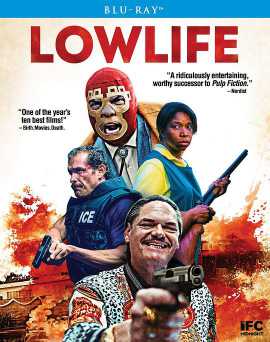 BLU-RAY™
LOWLIFE
"A ridiculously entertaining,
worthy successor to Pulp Fiction."
– Nerdist
"One of the year's
ten best films!"
– Birth.Movies.Death.
ICE
IFC
MIDNIGHT